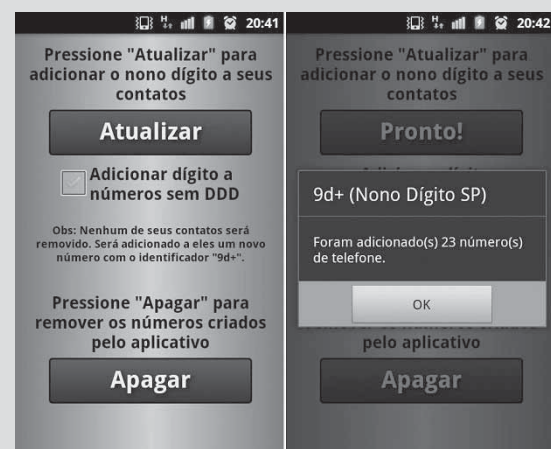 20:41
Pressione "Atualizar" para
adicionar o nono dígito a seus
contatos
Atualizar
Adicionar dígito a
números sem DDD
Obs: Nenhum de seus contatos será
removido. Será adicionado a eles um novo
número com o identificador "9d+".
Pressione "Apagar" para
remover os números criados
pelo aplicativo
Apagar
20:42
Pressione "Atualizar" para
adicionar o nono dígito a seus
contatos
Pronto!
9d+ (Nono Dígito SP)
Foram adicionado(s) 23 número(s)
de telefone.
OK
pelo aplicativo
Apagar